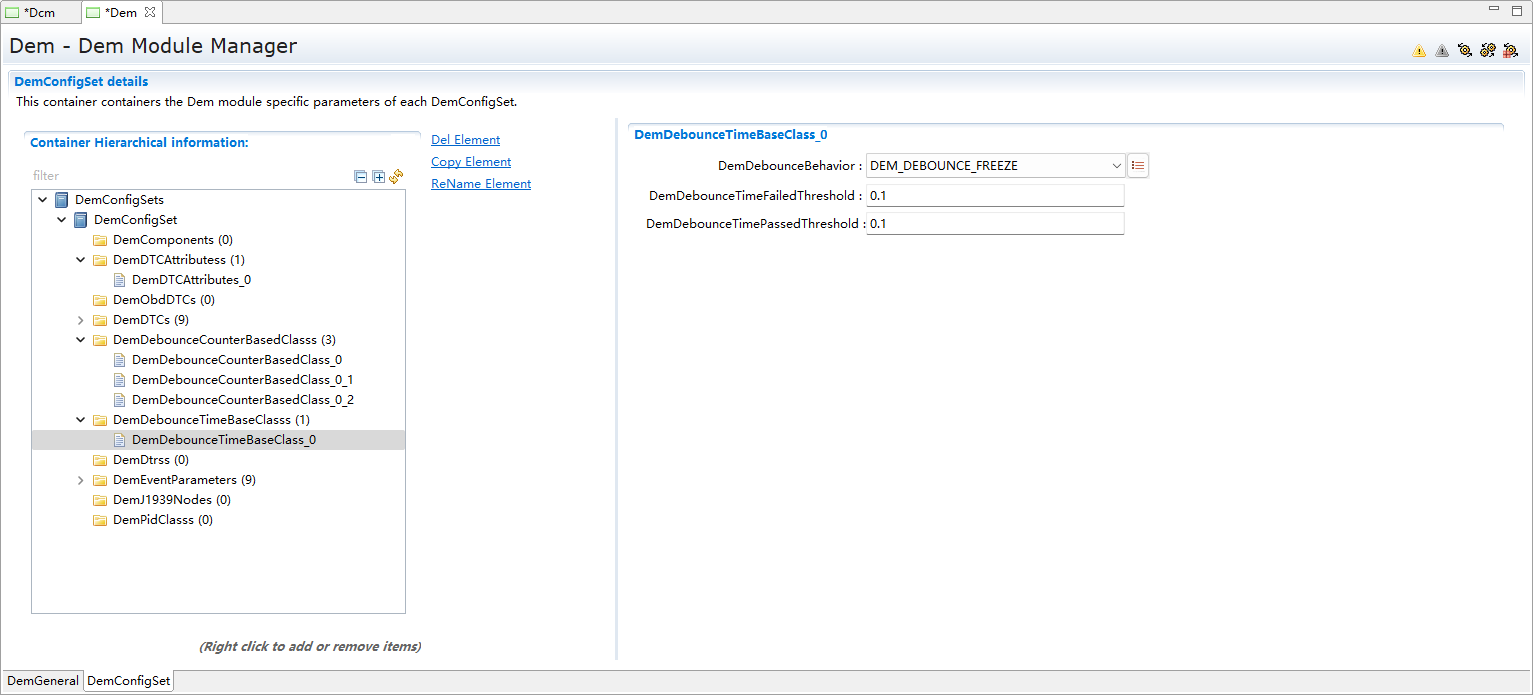 *Dcm
*Dem
Dem - Dem Module Manager
DemConfigSet details
This container containers the Dem module specific parameters of each DemConfigSet.
Container Hierarchical information:
filter
DemConfigSets
DemConfigSet
DemComponents (0)
DemDTCAttributess (1)
DemDTCAttributes_0
DemObdDTCs (0)
DemDTCs (9)
DemDebounceCounterBasedClasss (3)
DemDebounceCounterBasedClass_0
DemDebounceCounterBasedClass_0_1
DemDebounceCounterBasedClass_0_2
DemDebounceTimeBaseClasss (1)
DemDebounceTimeBaseClass_0
DemDtrss (0)
DemEventParameters (9)
DemJ1939Nodes (0)
DemPidClasss (0)
(Right click to add or remove items)
Del Element
Copy Element
ReName Element
DemDebounceTimeBaseClass_0
DemDebounceBehavior : DEM_DEBOUNCE_FREEZE
DemDebounceTimeFailedThreshold : 0.1
DemDebounceTimePassedThreshold : 0.1
DemGeneral DemConfigSet